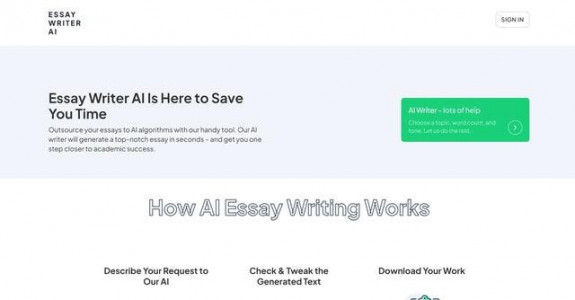 ESSAY
WRITER
AI
SIGN IN
Essay Writer AI Is Here to Save
You Time
Outsource your essays to AI algorithms with our handy tool. Our AI
writer will generate a top-notch essay in seconds – and get you one
step closer to academic success.
AI Writer - lots of help
Choose a topic, word count, and
tone. Let us do the rest.
How AI Essay Writing Works
Describe Your Request to
Our AI
Check & Tweak the
Generated Text
Download Your Work